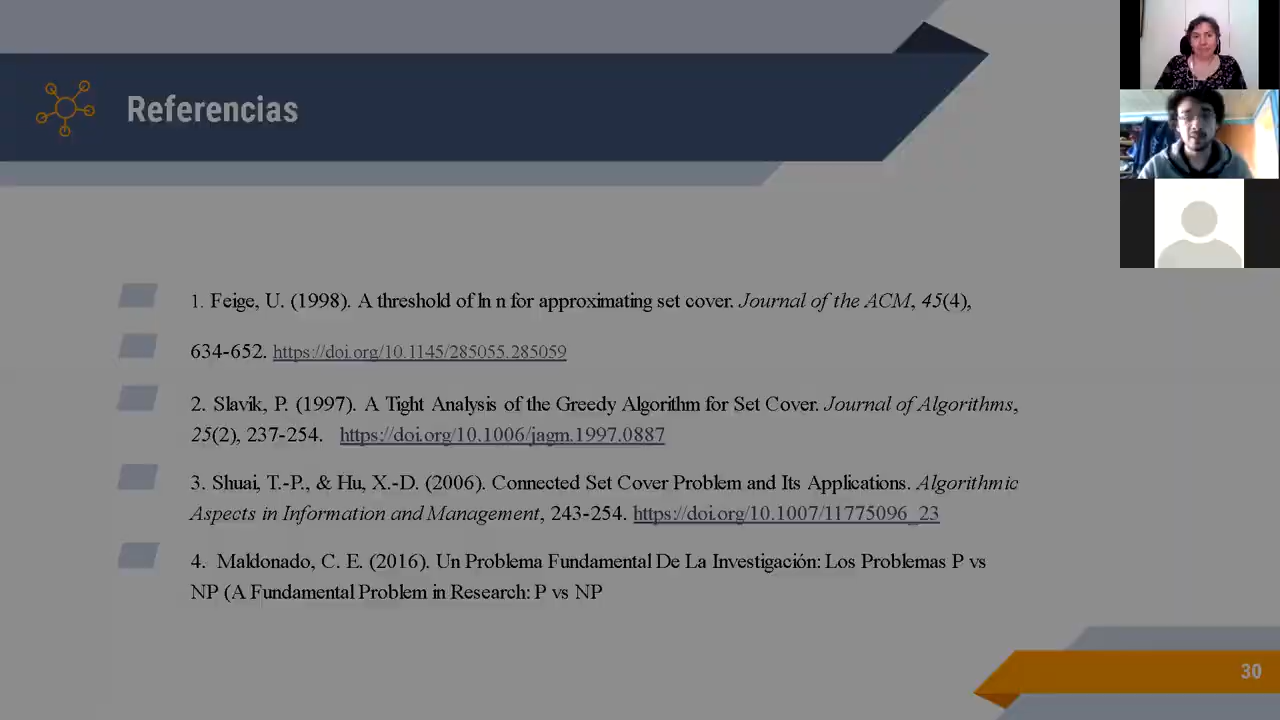 Referencias
1. Feige, U. (1998). A threshold of ln n for approximating set cover. Journal of the ACM, 45(4),
634-652. https://doi.org/10.1145/285055.285059
2. Slavik, P. (1997). A Tight Analysis of the Greedy Algorithm for Set Cover. Journal of Algorithms,
25(2), 237-254. https://doi.org/10.1006/jagm.1997.0887
3. Shuai, T.-P., & Hu, X.-D. (2006). Connected Set Cover Problem and Its Applications. Algorithmic
Aspects in Information and Management, 243-254. https://doi.org/10.1007/11775096_23
4. Maldonado, C. E. (2016). Un Problema Fundamental De La Investigación: Los Problemas P vs
NP (A Fundamental Problem in Research: P vs NP
30